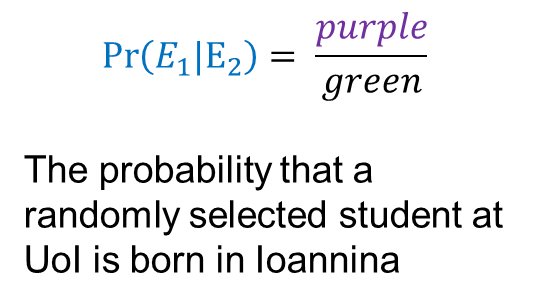 Pr(E₁|E₂) = purple / green
The probability that a
randomly selected student at
UoI is born in Ioannina